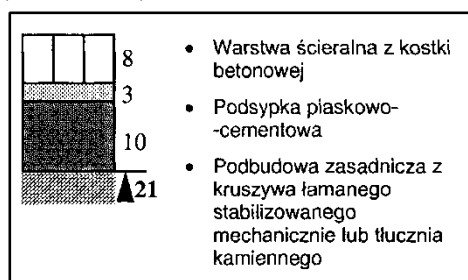 8
3
10
21
• Warstwa ścieralna z kostki
betonowej
• Podsypka piaskowo-
-cementowa
• Podbudowa zasadnicza z
kruszywa łamanego
stabilizowanego
mechanicznie lub tłucznia
kamiennego